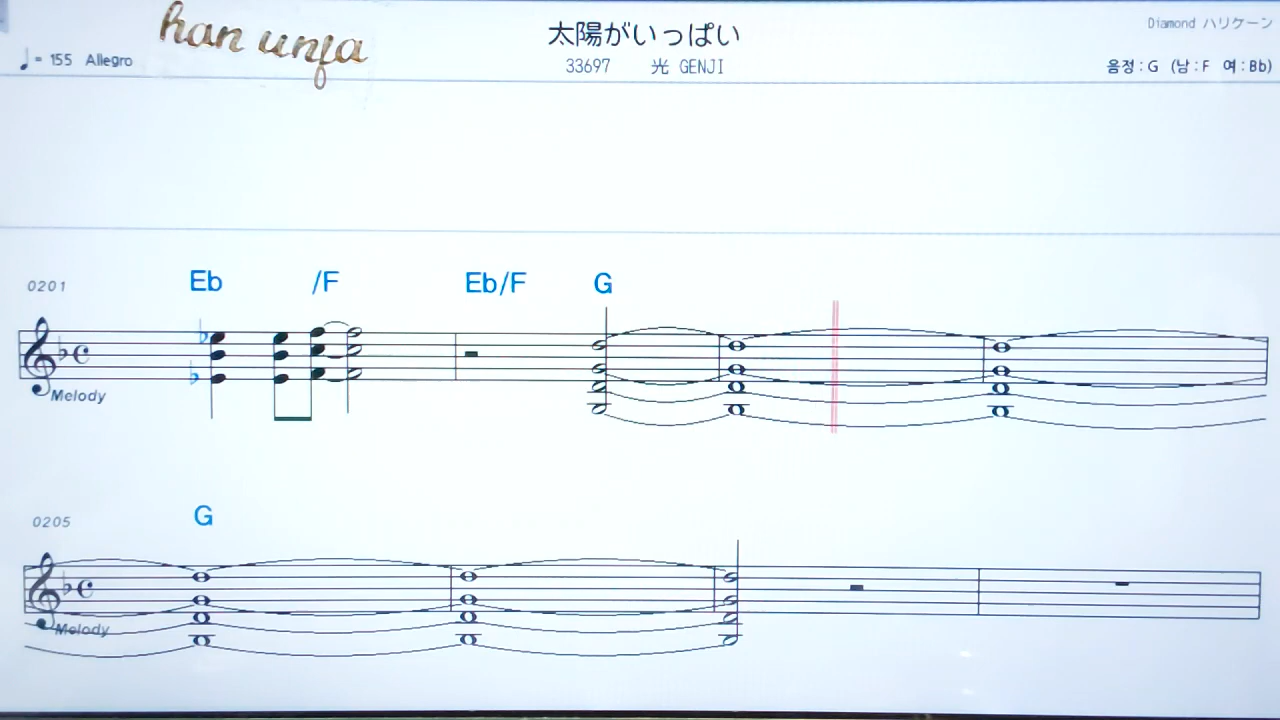 han unfa
太陽がいっぱい
Diamond ハリケーン
♩= 155 Allegro
33697 光 GENJI
음정 : G (남 : F 여 : Bb)
Eb /F Eb/F G
0201
Melody
G
0205
Melody